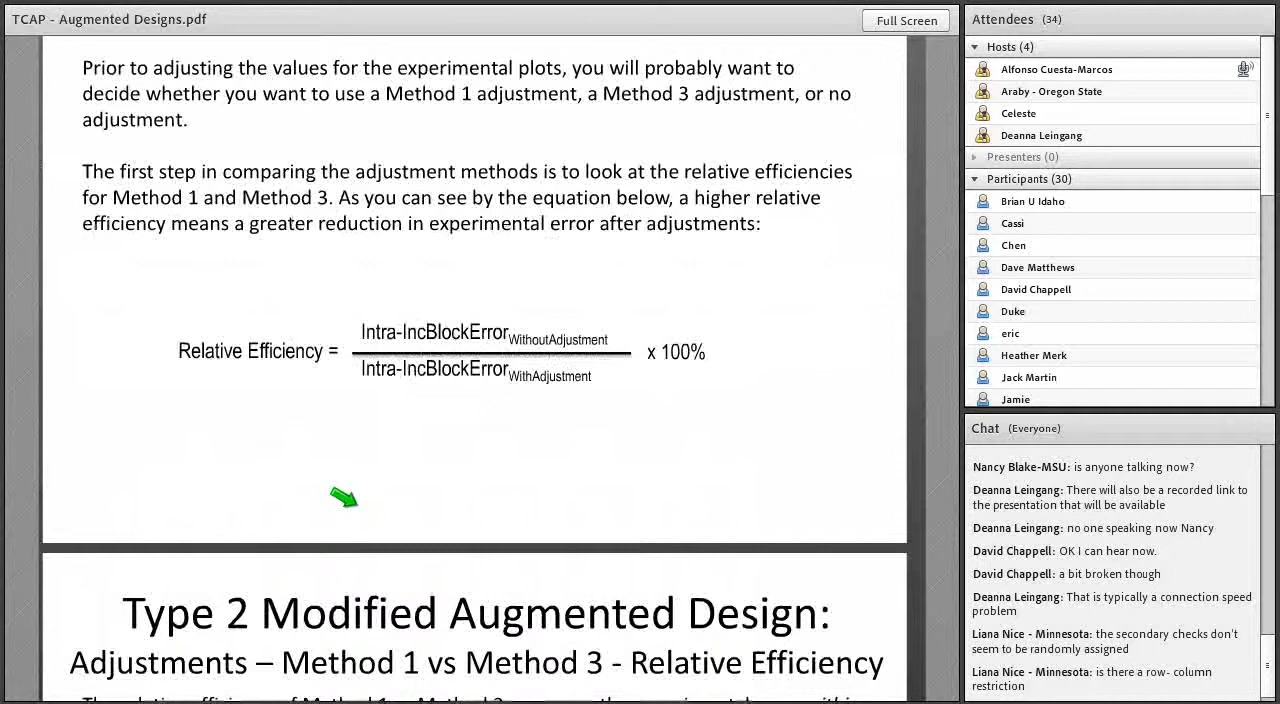 TCAP - Augmented Designs.pdf
Full Screen
Prior to adjusting the values for the experimental plots, you will probably want to
decide whether you want to use a Method 1 adjustment, a Method 3 adjustment, or no
adjustment.
The first step in comparing the adjustment methods is to look at the relative efficiencies
for Method 1 and Method 3. As you can see by the equation below, a higher relative
efficiency means a greater reduction in experimental error after adjustments:
Relative Efficiency =
Intra-IncBlockErrorWithoutAdjustment
Intra-IncBlockErrorWithAdjustment
x 100%
Type 2 Modified Augmented Design:
Adjustments – Method 1 vs Method 3 - Relative Efficiency
Attendees (34)
Hosts (4)
Alfonso Cuesta-Marcos
Araby - Oregon State
Celeste
Deanna Leingang
Presenters (0)
Participants (30)
Brian U Idaho
Cassi
Chen
Dave Matthews
David Chappell
Duke
eric
Heather Merk
Jack Martin
Jamie
Chat (Everyone)
Nancy Blake-MSU: is anyone talking now?
Deanna Leingang: There will also be a recorded link to
the presentation that will be available
Deanna Leingang: no one speaking now Nancy
David Chappell: OK I can hear now.
David Chappell: a bit broken though
Deanna Leingang: That is typically a connection speed
problem
Liana Nice - Minnesota: the secondary checks don't
seem to be randomly assigned
Liana Nice - Minnesota: is there a row- column
restriction